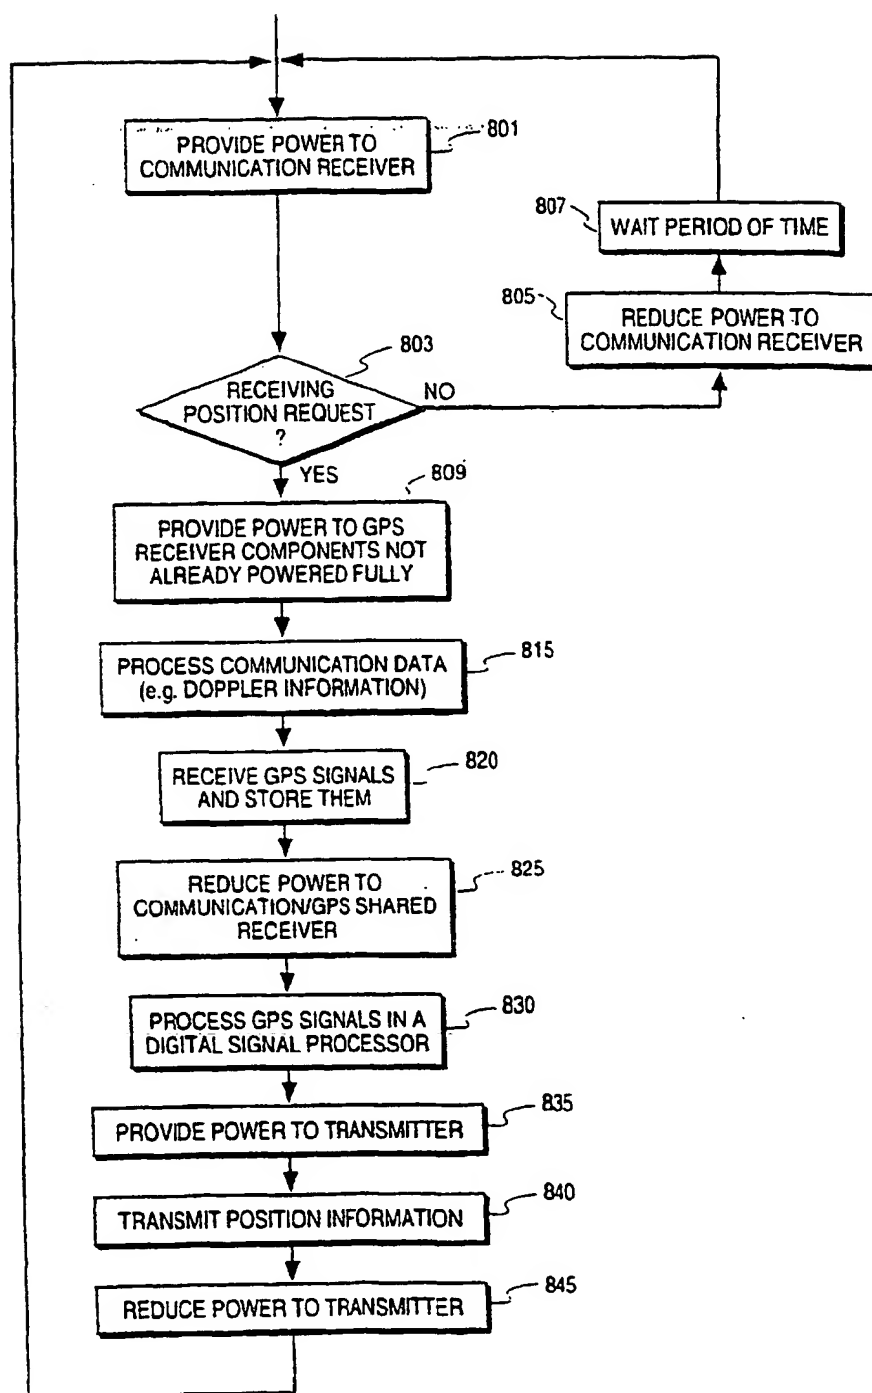 PROVIDE POWER TO
COMMUNICATION RECEIVER
801
807
WAIT PERIOD OF TIME
805
REDUCE POWER TO
COMMUNICATION RECEIVER
803
RECEIVING
POSITION REQUEST
?
NO
YES
809
PROVIDE POWER TO GPS
RECEIVER COMPONENTS NOT
ALREADY POWERED FULLY
PROCESS COMMUNICATION DATA
(e.g. DOPPLER INFORMATION)
815
RECEIVE GPS SIGNALS
AND STORE THEM
820
REDUCE POWER TO
COMMUNICATION/GPS SHARED
RECEIVER
825
PROCESS GPS SIGNALS IN A
DIGITAL SIGNAL PROCESSOR
830
PROVIDE POWER TO TRANSMITTER
835
TRANSMIT POSITION INFORMATION
840
REDUCE POWER TO TRANSMITTER
845